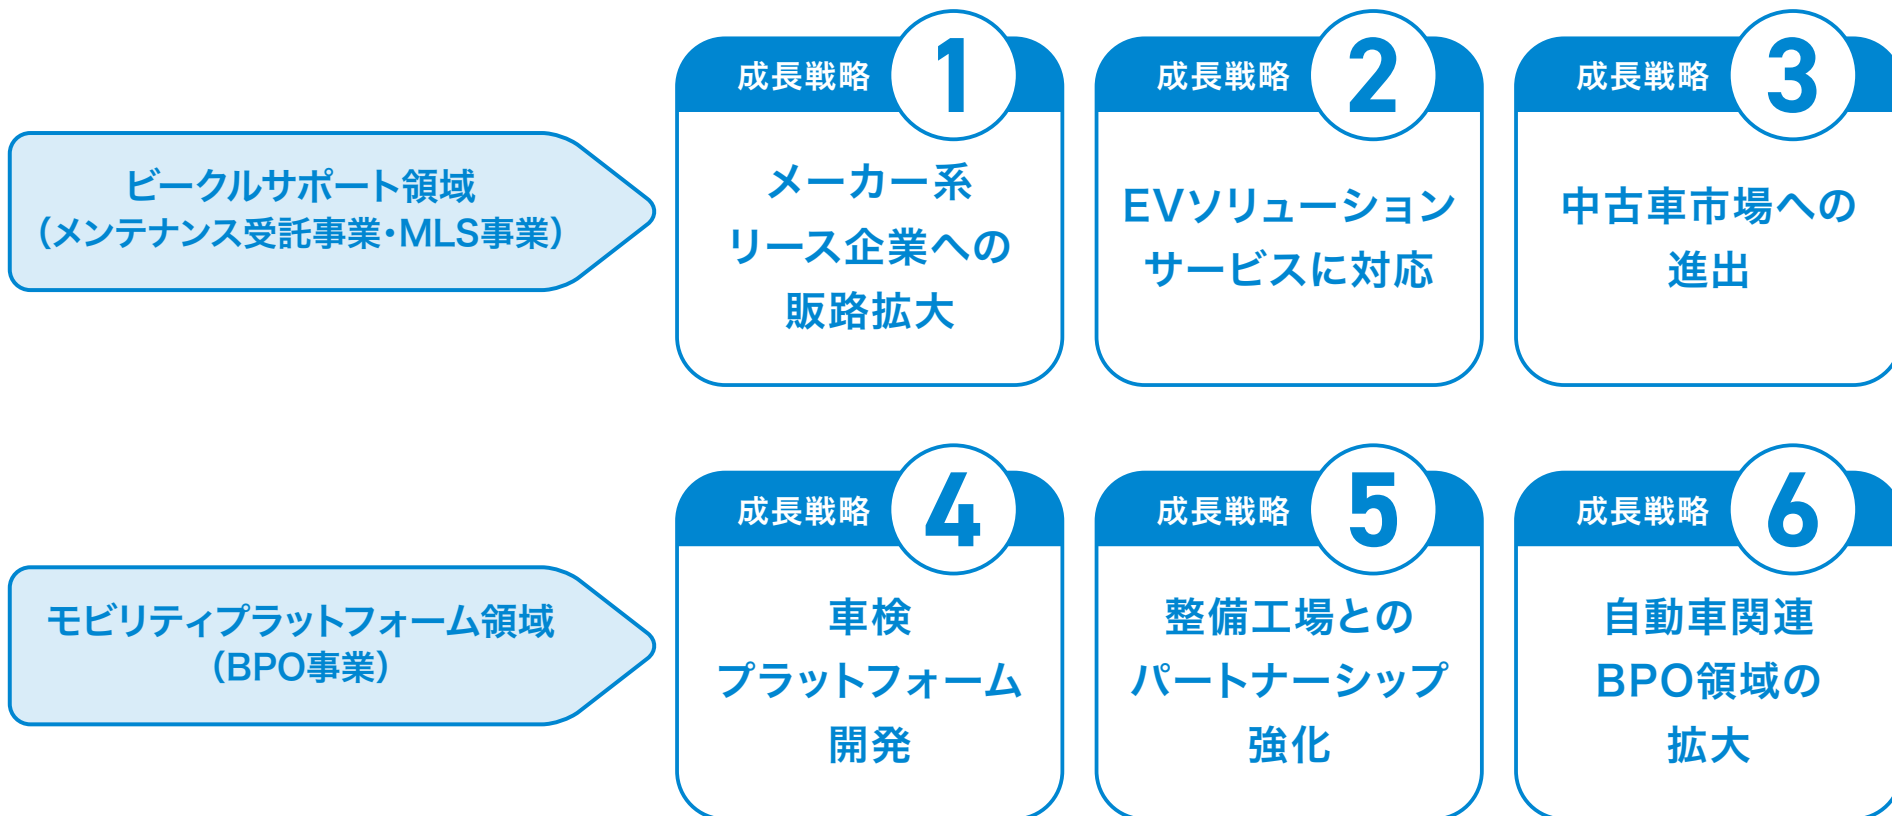 ビークルサポート領域
（メンテナンス受託事業・MLS事業）
成長戦略 1
メーカー系
リース企業への
販路拡大
成長戦略 2
EVソリューション
サービスに対応
成長戦略 3
中古車市場への
進出
モビリティプラットフォーム領域
（BPO事業）
成長戦略 4
車検
プラットフォーム
開発
成長戦略 5
整備工場との
パートナーシップ
強化
成長戦略 6
自動車関連
BPO領域の
拡大